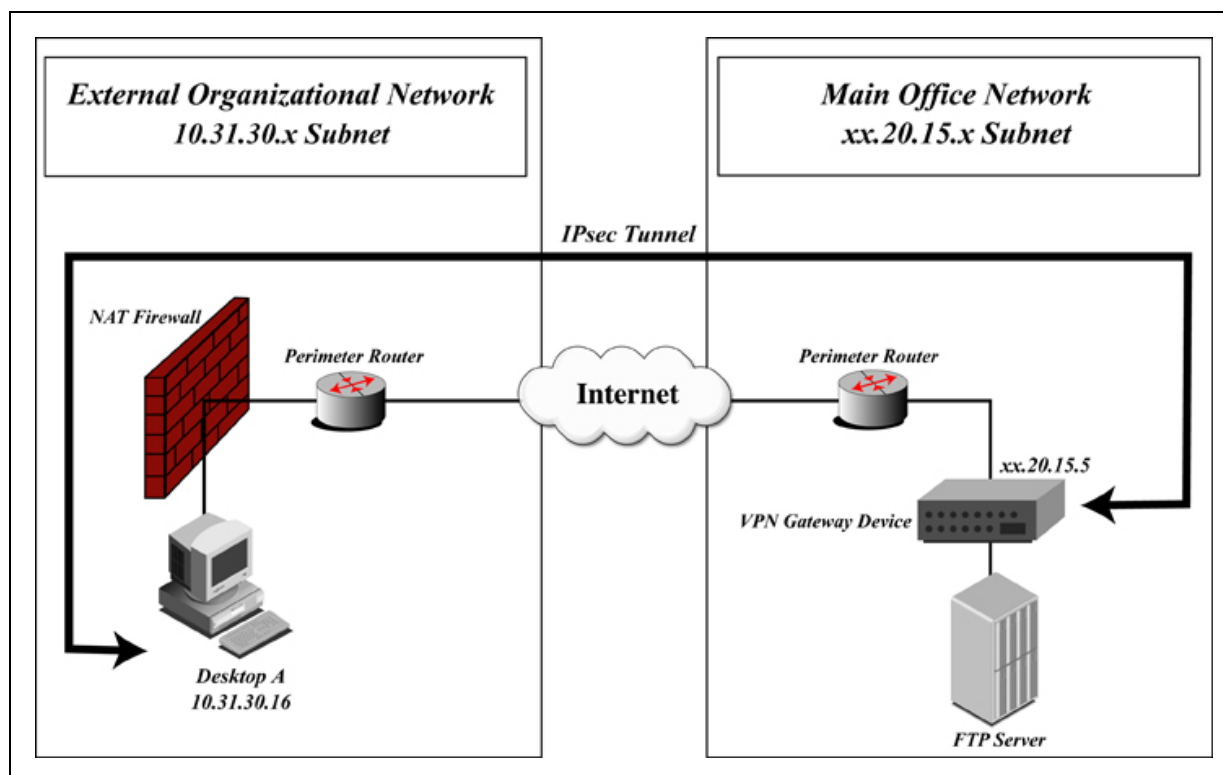 External Organizational Network
10.31.30.x Subnet
Main Office Network
xx.20.15.x Subnet
IPsec Tunnel
NAT Firewall
Perimeter Router
Internet
Perimeter Router
xx.20.15.5
VPN Gateway Device
Desktop A
10.31.30.16
FTP Server